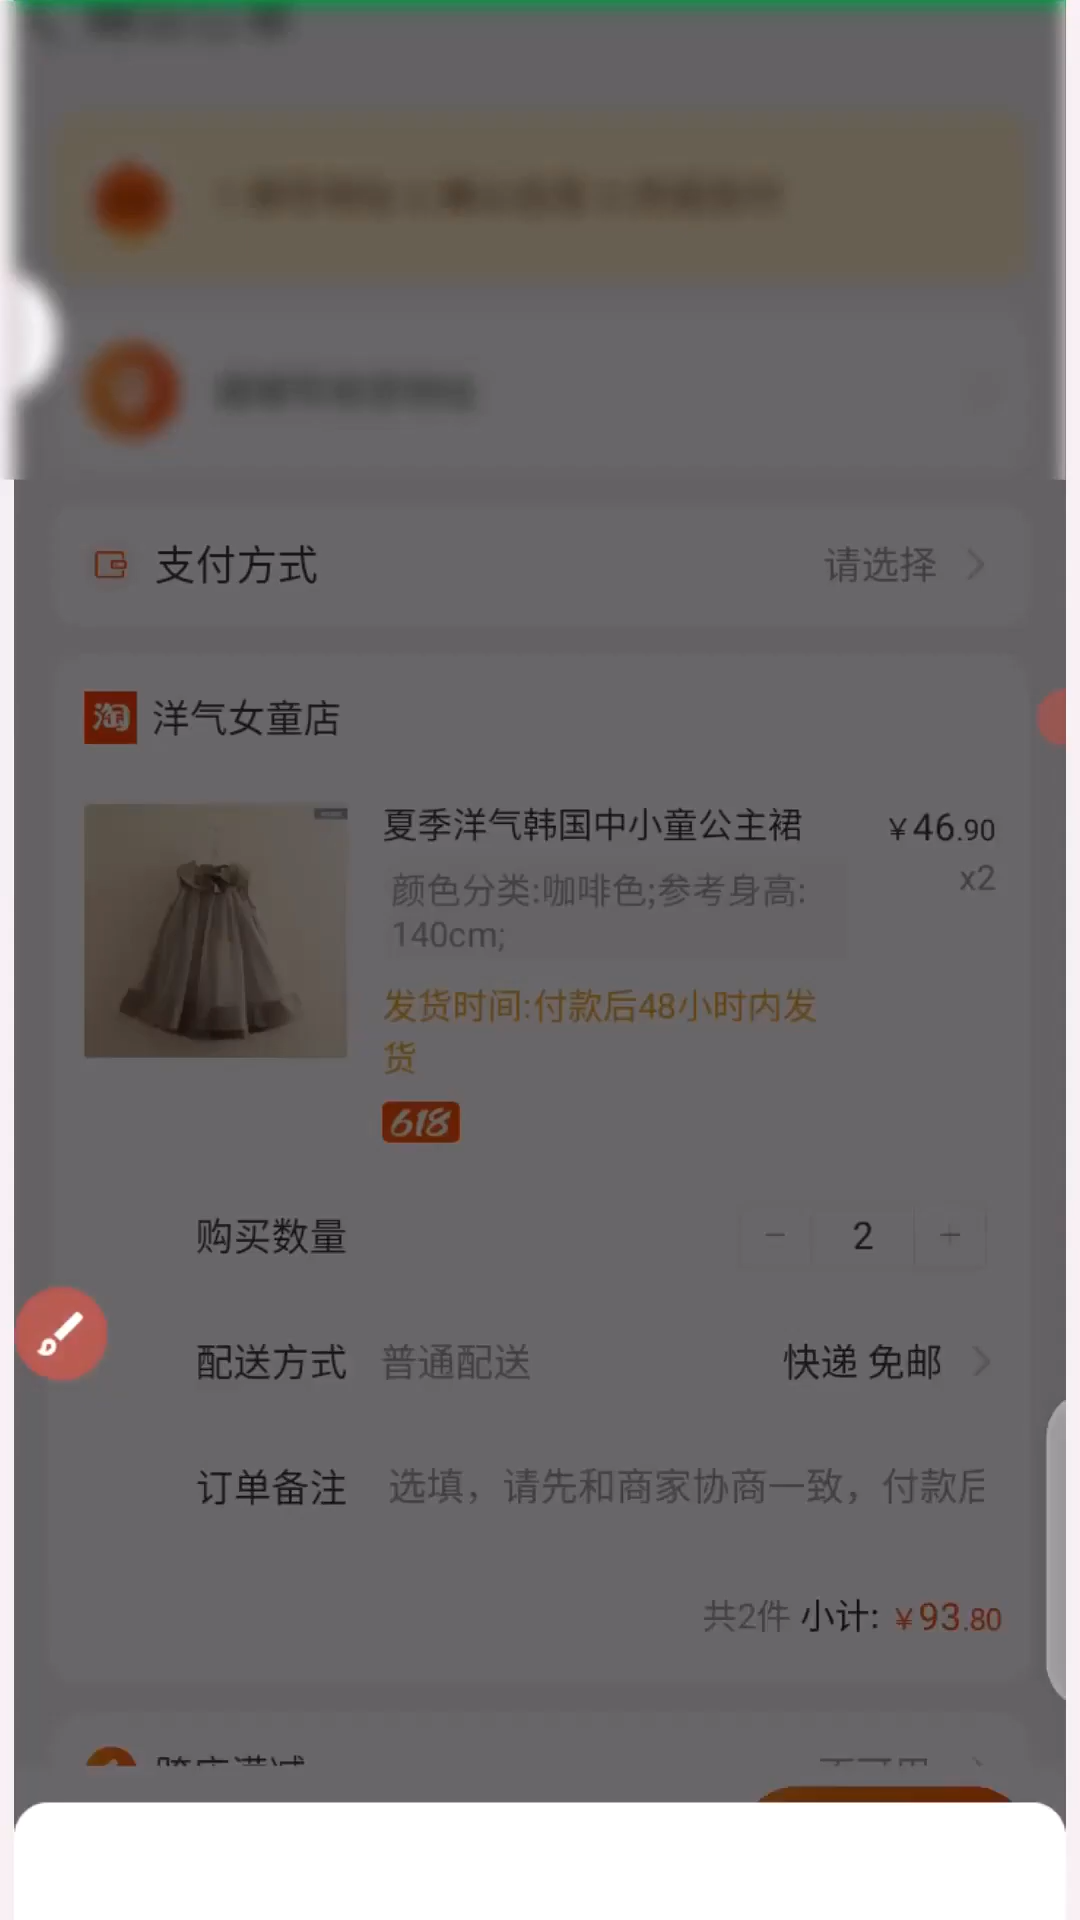 支付方式 请选择
淘 洋气女童店
夏季洋气韩国中小童公主裙 ￥46.90
颜色分类:咖啡色;参考身高: x2
140cm;
发货时间:付款后48小时内发
货
618
购买数量 2
配送方式 普通配送 快递 免邮
订单备注 选填，请先和商家协商一致，付款后
共2件 小计: ￥93.80